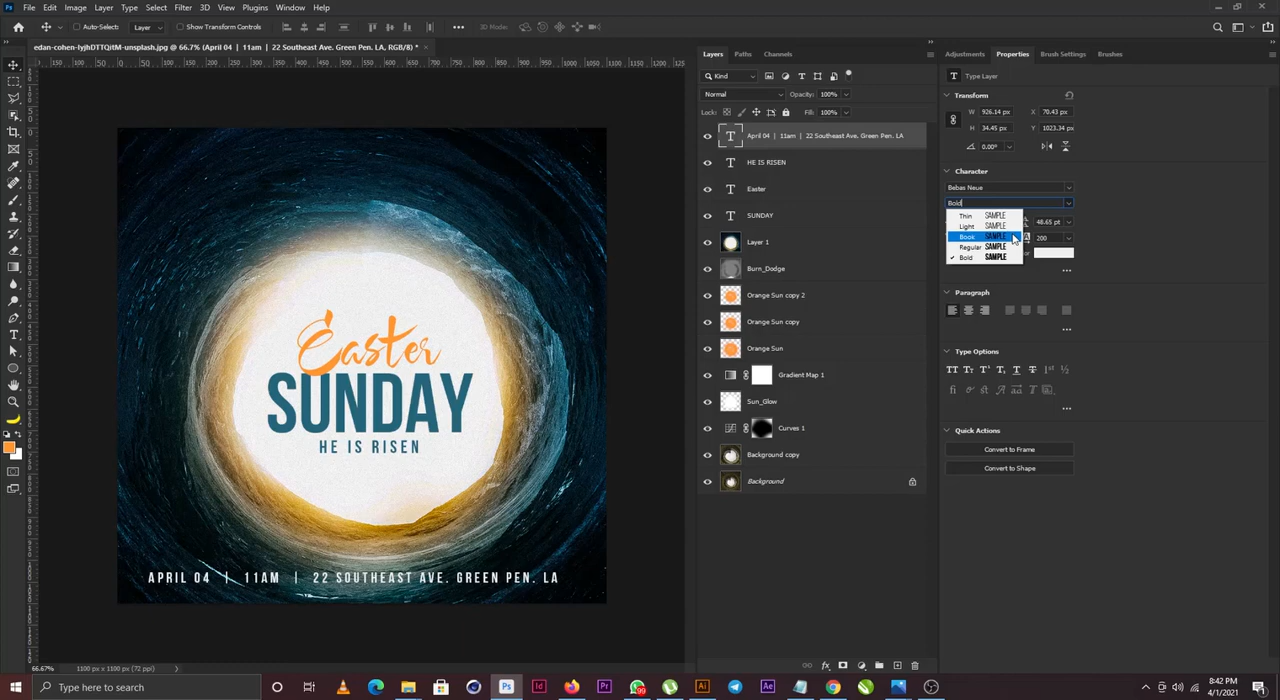 File Edit Image Layer Type Select Filter 3D View Plugins Window Help
Auto-Select: Layer Show Transform Controls 3D Mode:
edan-cohen-lyjhDTTQitM-unsplash.jpg @ 66.7% (April 04 | 11am | 22 Southeast Ave. Green Pen. LA, RGB/8) *
Layers Paths Channels
Kind
Normal Opacity: 100%
Lock: Fill: 100%
April 04 | 11am | 22 Southeast Ave. Green Pen. LA
HE IS RISEN
Easter
SUNDAY
Layer 1
Burn_Dodge
Orange Sun copy 2
Orange Sun copy
Orange Sun
Gradient Map 1
Sun_Glow
Curves 1
Background copy
Background
Adjustments Properties Brush Settings Brushes
Type Layer
Transform
W 926.14 px X 70.43 px
H 34.45 px Y 1023.34 px
0.00°
Character
Bebas Neue
Bold
Thin SAMPLE
Light SAMPLE
Book SAMPLE
Regular SAMPLE
Bold SAMPLE
48.65 pt
200
Paragraph
Type Options
Quick Actions
Convert to Frame
Convert to Shape
Easter
SUNDAY
HE IS RISEN
APRIL 04 | 11AM | 22 SOUTHEAST AVE. GREEN PEN. LA
66.67% 1100 px x 1100 px (72 ppi)
Type here to search
8:42 PM
4/1/2021